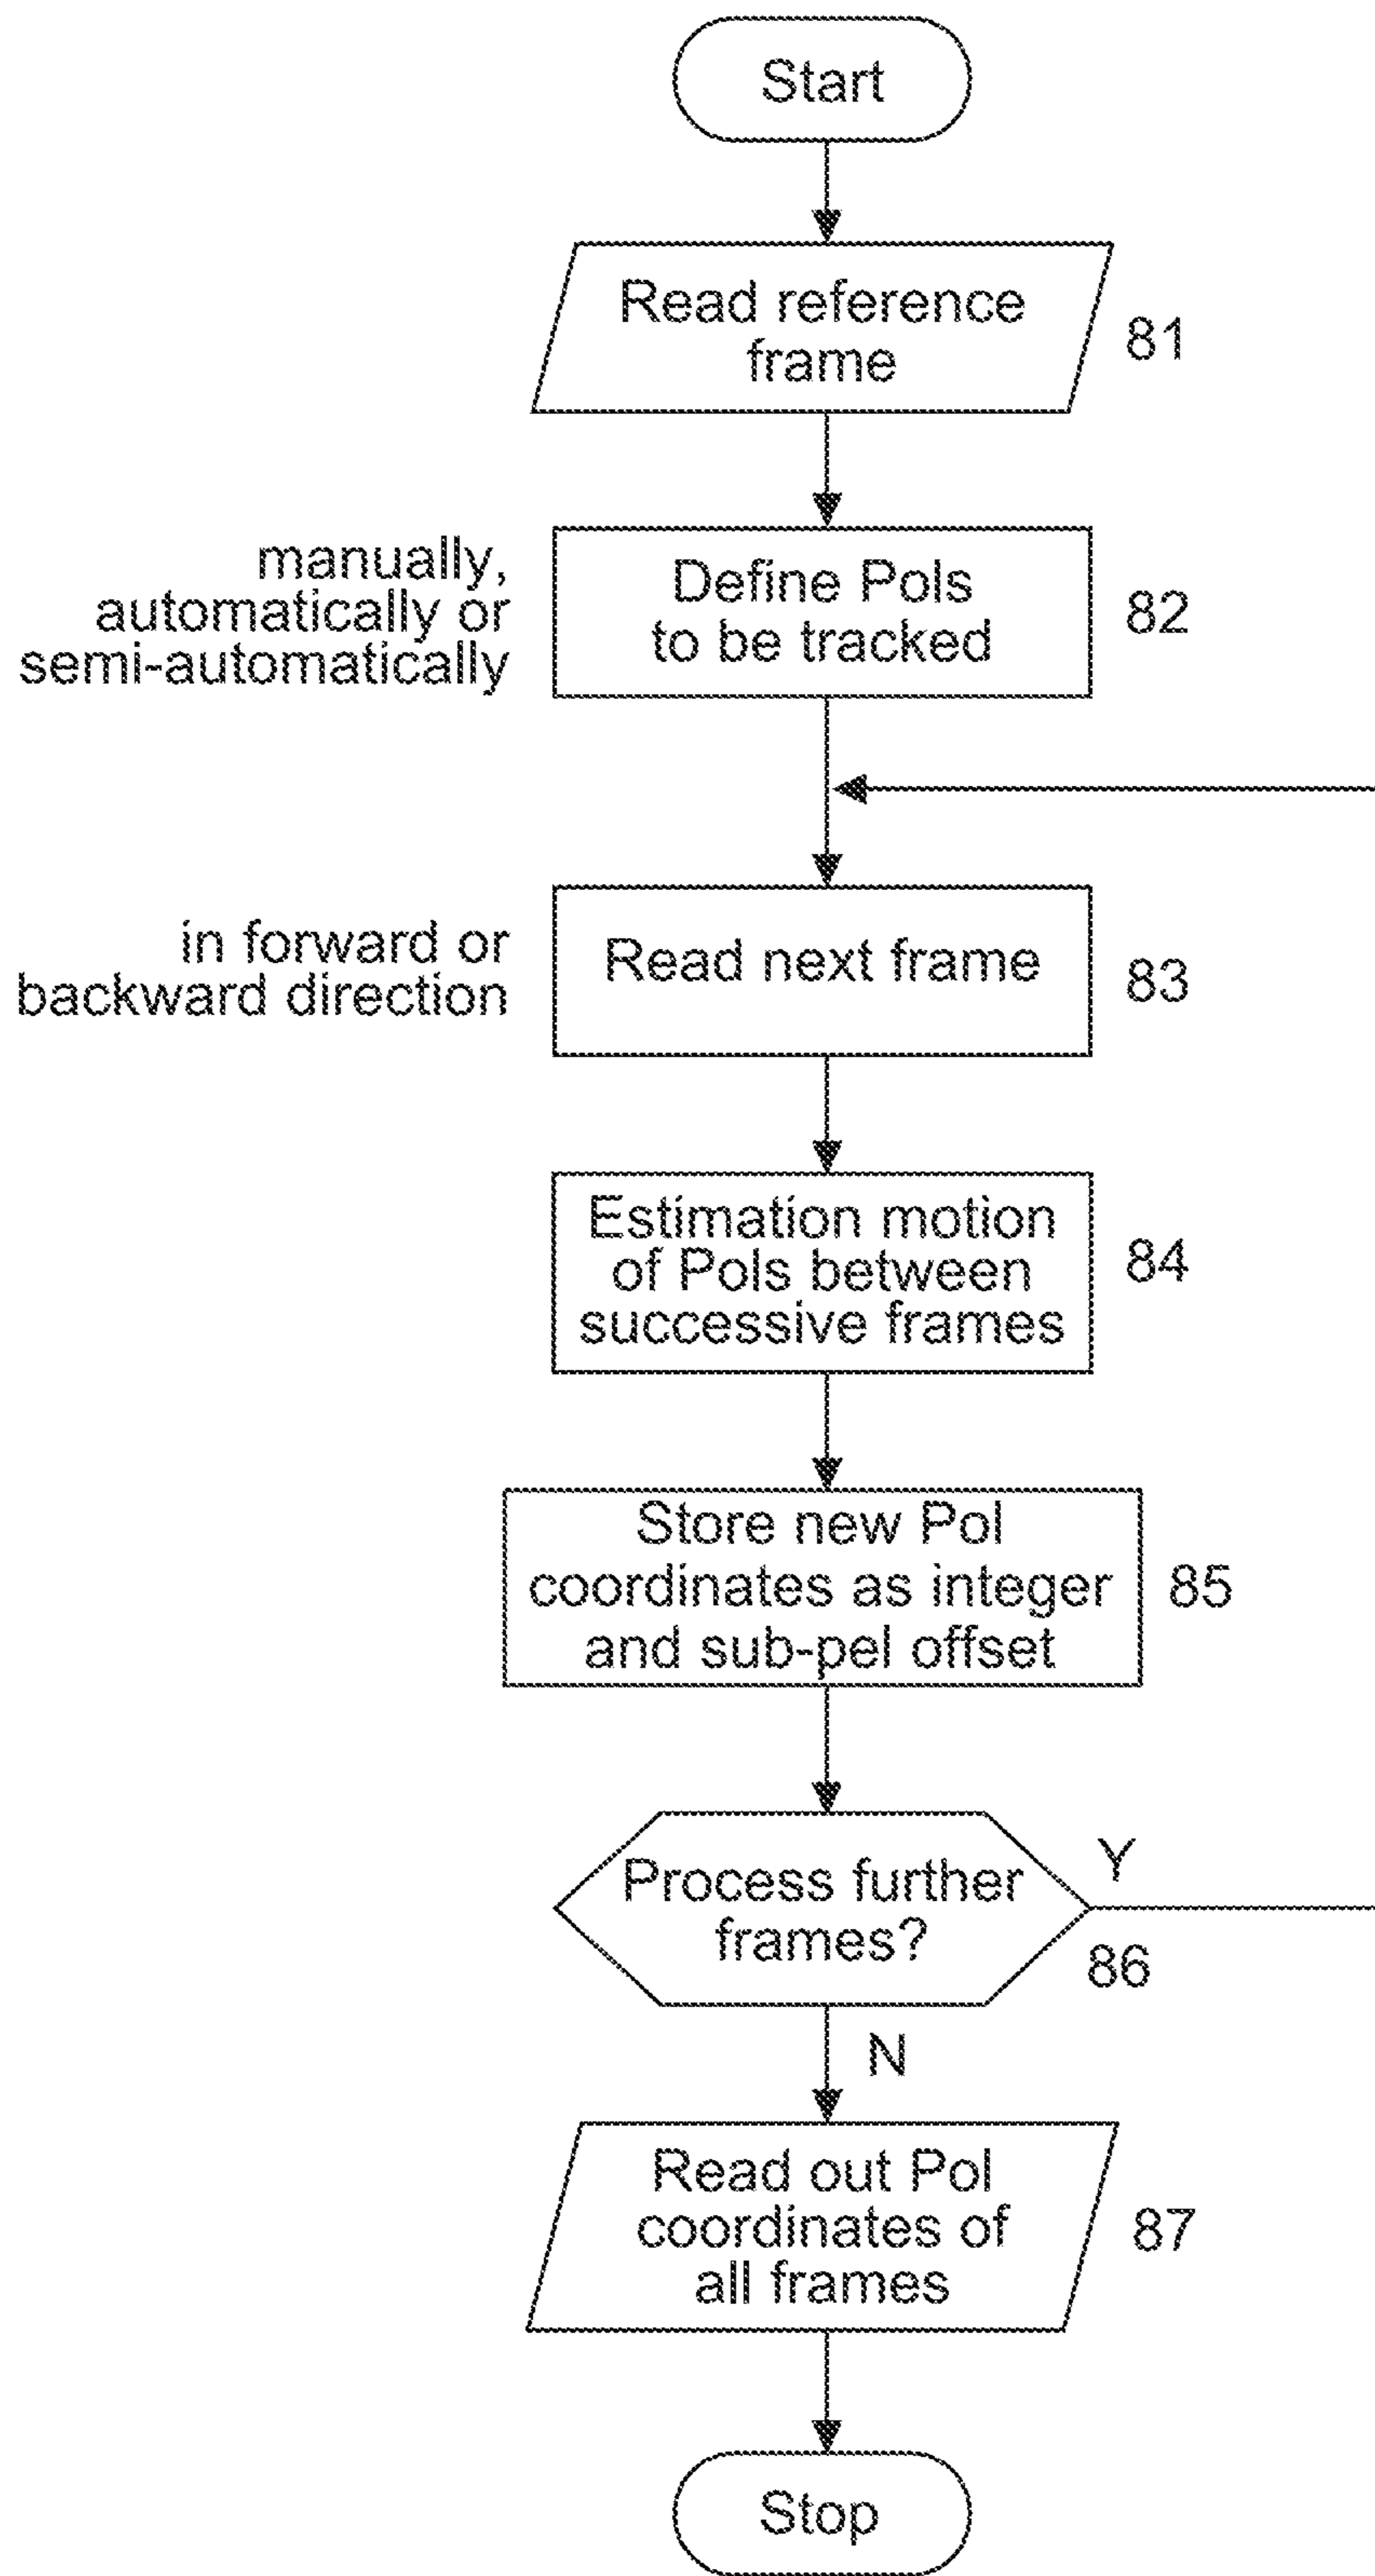 Start
Read reference
frame
81
manually,
automatically or
semi-automatically
Define PoIs
to be tracked
82
in forward or
backward direction
Read next frame
83
Estimation motion
of PoIs between
successive frames
84
Store new PoI
coordinates as integer
and sub-pel offset
85
Process further
frames?
Y
86
N
Read out PoI
coordinates of
all frames
87
Stop